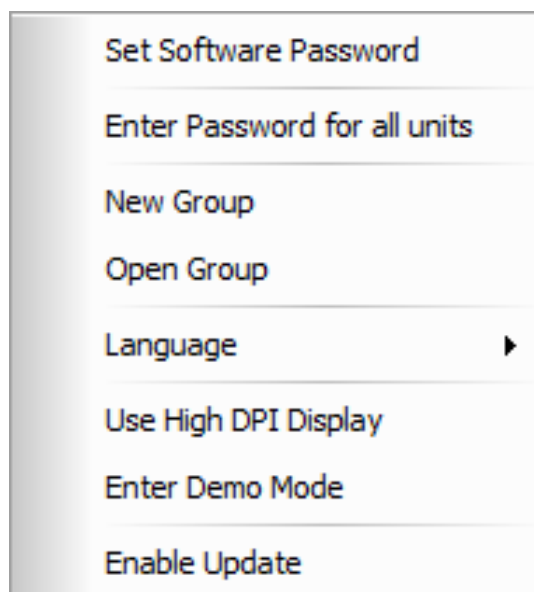 Set Software Password
Enter Password for all units
New Group
Open Group
Language
Use High DPI Display
Enter Demo Mode
Enable Update